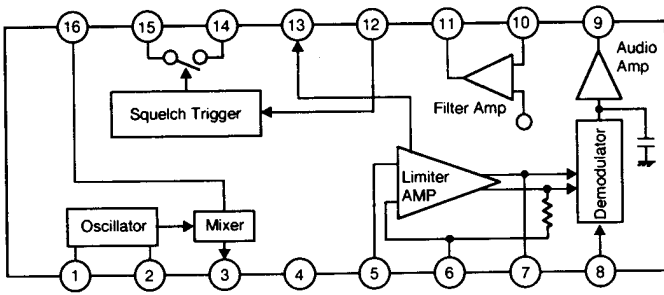 16 15 14 13 12 11 10 9
Audio
Amp
Filter Amp
Squelch Trigger
Limiter
AMP
Demodulator
Oscillator
Mixer
1 2 3 4 5 6 7 8